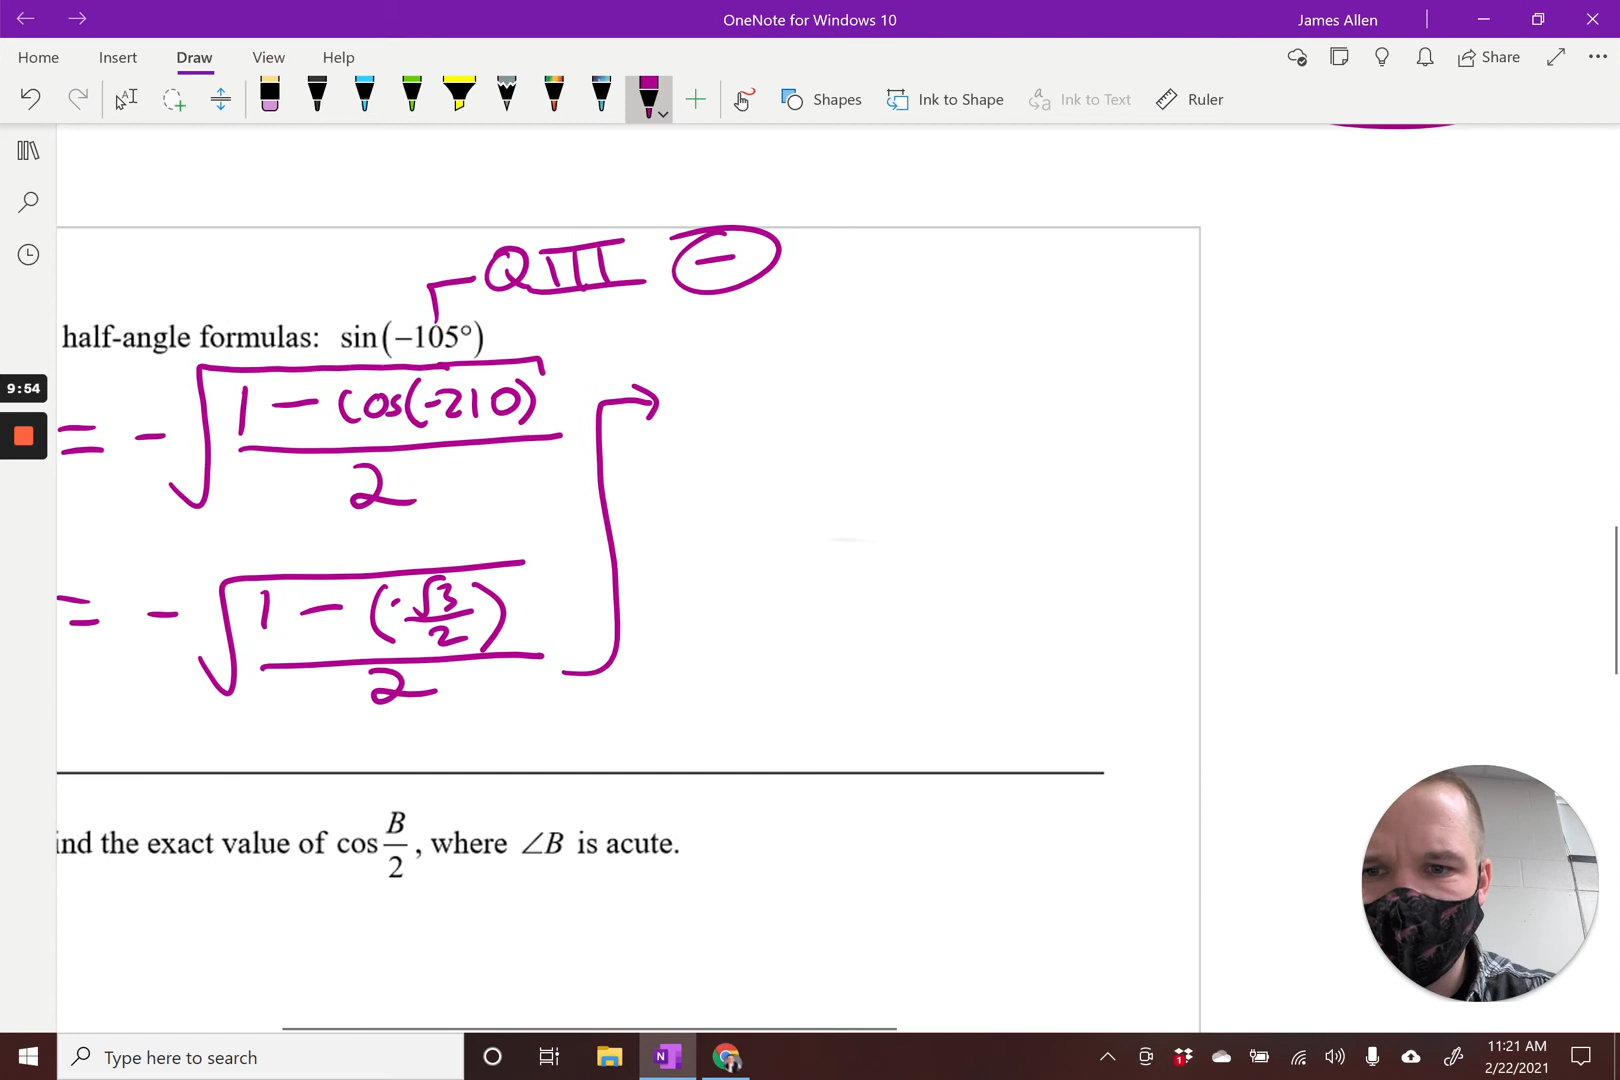 OneNote for Windows 10
James Allen
Home Insert Draw View Help
Share
Shapes Ink to Shape Ink to Text Ruler
QIII −
half-angle formulas: sin(−105°)
9:54
= −√((1 − cos(-210))/2)
= −√((1 − (-√3/2))/2)
ind the exact value of cos B/2, where ∠B is acute.
Type here to search
11:21 AM
2/22/2021